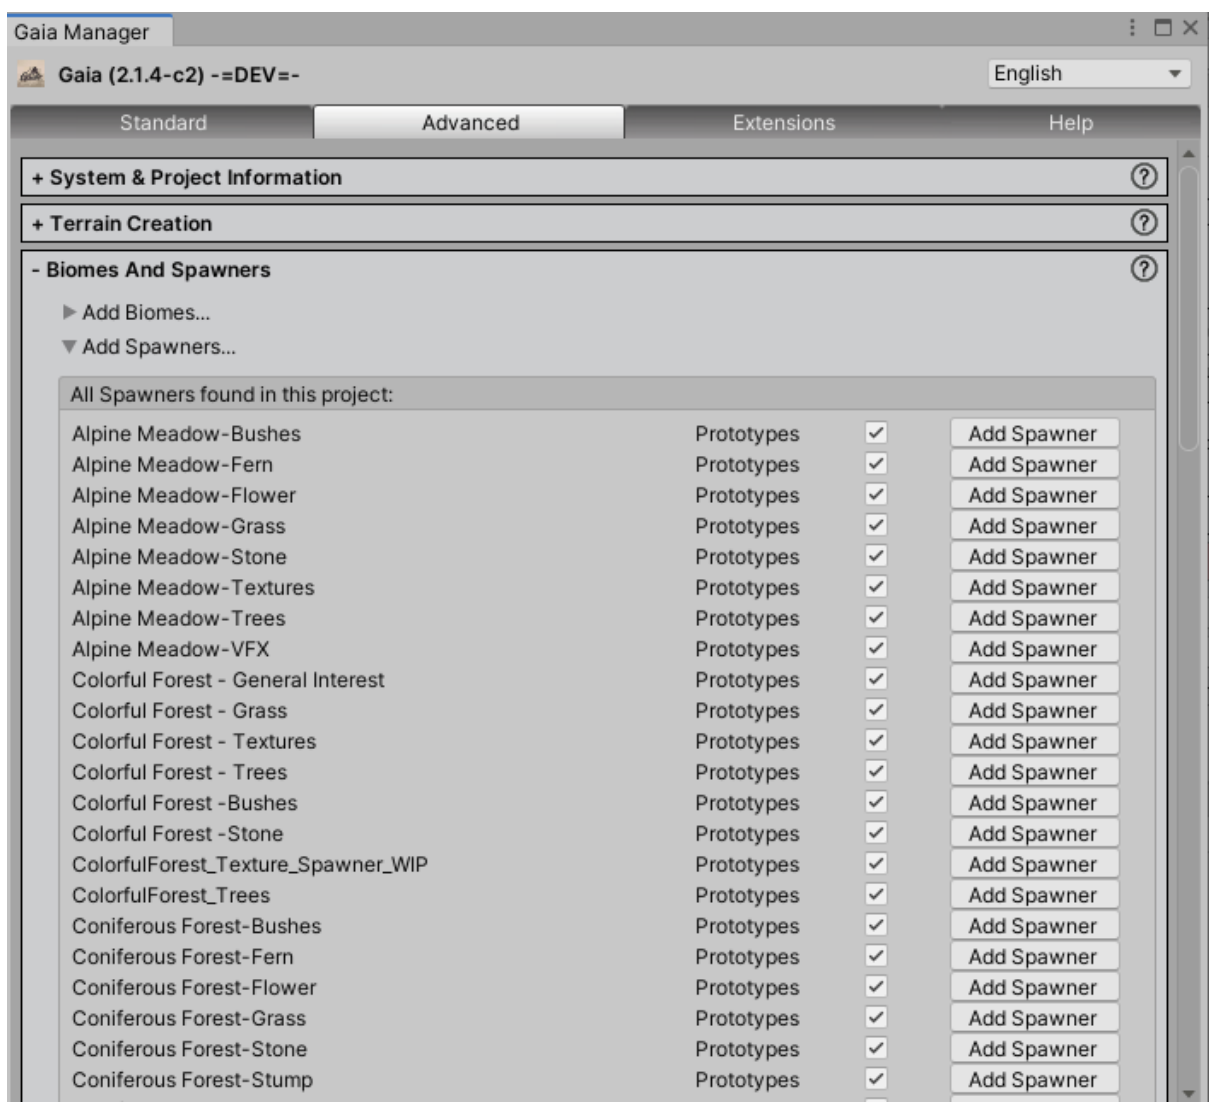 Gaia Manager
Gaia (2.1.4-c2) -=DEV=- English
Standard Advanced Extensions Help
+ System & Project Information
+ Terrain Creation
- Biomes And Spawners
Add Biomes...
Add Spawners...
All Spawners found in this project:
Alpine Meadow-Bushes Prototypes Add Spawner
Alpine Meadow-Fern Prototypes Add Spawner
Alpine Meadow-Flower Prototypes Add Spawner
Alpine Meadow-Grass Prototypes Add Spawner
Alpine Meadow-Stone Prototypes Add Spawner
Alpine Meadow-Textures Prototypes Add Spawner
Alpine Meadow-Trees Prototypes Add Spawner
Alpine Meadow-VFX Prototypes Add Spawner
Colorful Forest - General Interest Prototypes Add Spawner
Colorful Forest - Grass Prototypes Add Spawner
Colorful Forest - Textures Prototypes Add Spawner
Colorful Forest - Trees Prototypes Add Spawner
Colorful Forest -Bushes Prototypes Add Spawner
Colorful Forest -Stone Prototypes Add Spawner
ColorfulForest_Texture_Spawner_WIP Prototypes Add Spawner
ColorfulForest_Trees Prototypes Add Spawner
Coniferous Forest-Bushes Prototypes Add Spawner
Coniferous Forest-Fern Prototypes Add Spawner
Coniferous Forest-Flower Prototypes Add Spawner
Coniferous Forest-Grass Prototypes Add Spawner
Coniferous Forest-Stone Prototypes Add Spawner
Coniferous Forest-Stump Prototypes Add Spawner